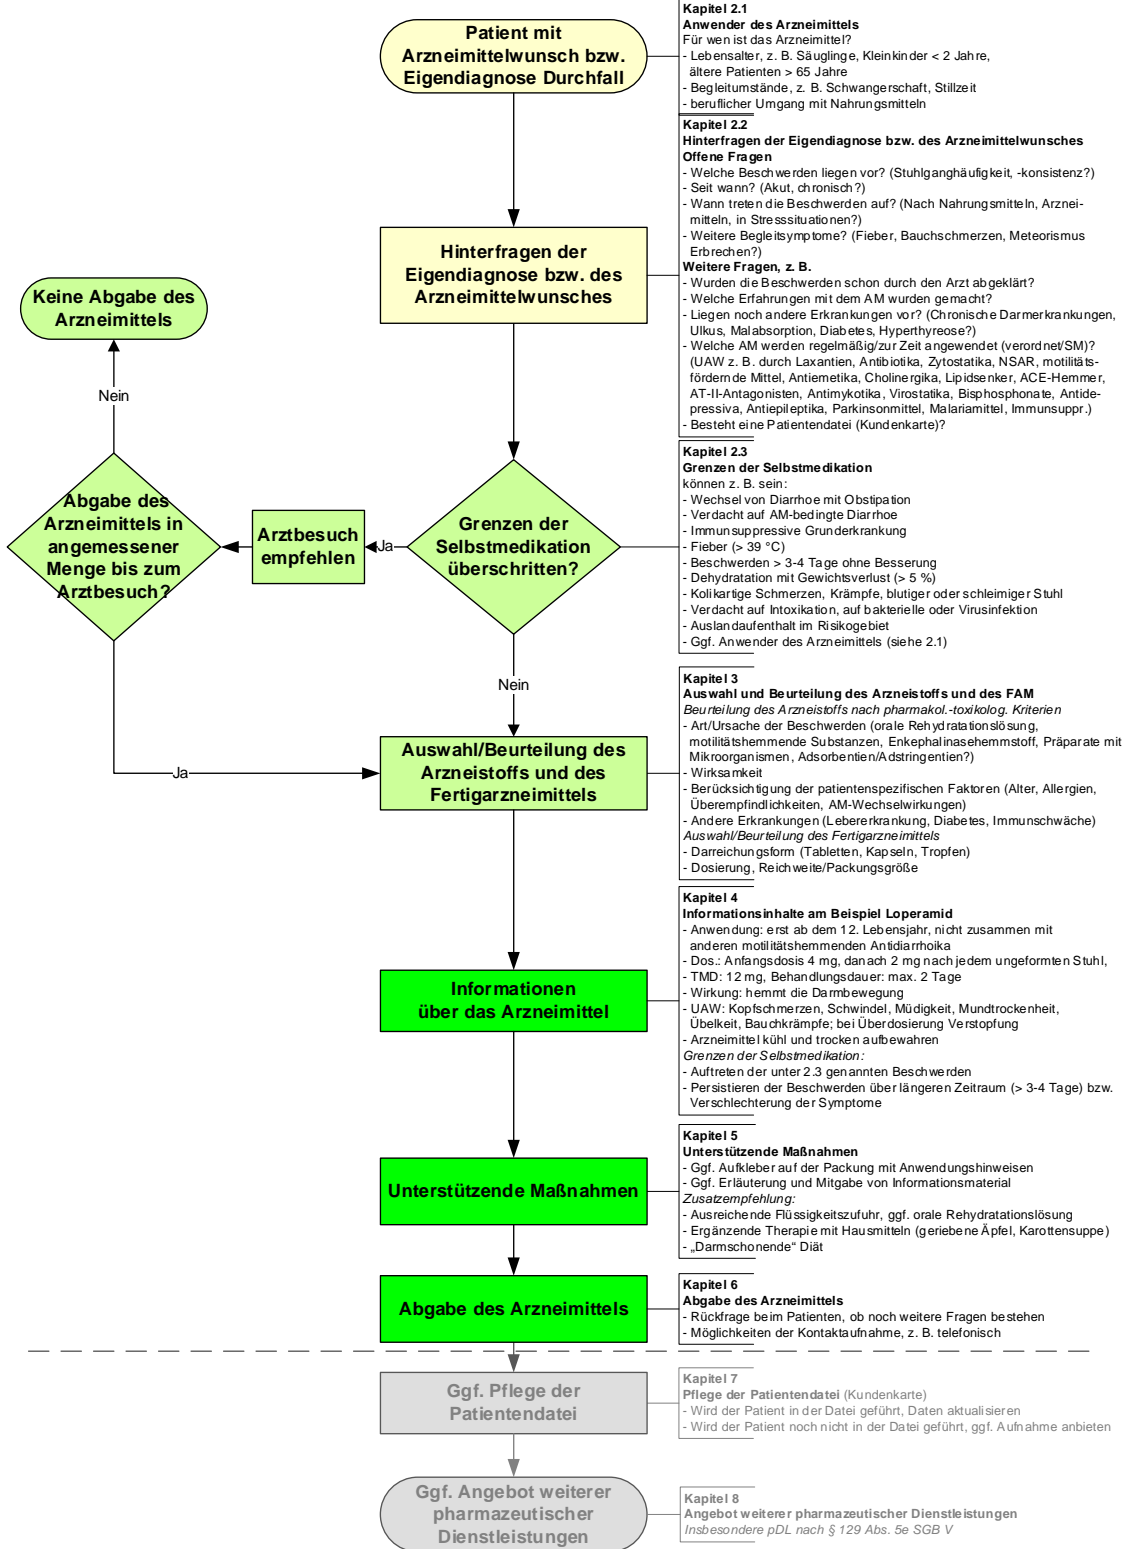 Patient mit
Arzneimittelwunsch bzw.
Eigendiagnose Durchfall
Kapitel 2.1
Anwender des Arzneimittels
Für wen ist das Arzneimittel?
- Lebensalter, z. B. Säuglinge, Kleinkinder < 2 Jahre,
ältere Patienten > 65 Jahre
- Begleitumstände, z. B. Schwangerschaft, Stillzeit
- beruflicher Umgang mit Nahrungsmitteln
Hinterfragen der
Eigendiagnose bzw. des
Arzneimittelwunsches
Kapitel 2.2
Hinterfragen der Eigendiagnose bzw. des Arzneimittelwunsches
Offene Fragen
- Welche Beschwerden liegen vor? (Stuhlganghäufigkeit, -konsistenz?)
- Seit wann? (Akut, chronisch?)
- Wann treten die Beschwerden auf? (Nach Nahrungsmitteln, Arznei-
mitteln, in Stresssituationen?)
- Weitere Begleitsymptome? (Fieber, Bauchschmerzen, Meteorismus
Erbrechen?)
Weitere Fragen, z. B.
- Wurden die Beschwerden schon durch den Arzt abgeklärt?
- Welche Erfahrungen mit dem AM wurden gemacht?
- Liegen noch andere Erkrankungen vor? (Chronische Darmerkrankungen,
Ulkus, Malabsorption, Diabetes, Hyperthyreose?)
- Welche AM werden regelmäßig/zur Zeit angewendet (verordnet/SM)?
(UAW z. B. durch Laxantien, Antibiotika, Zytostatika, NSAR, motilitäts-
fördernde Mittel, Antiemetika, Cholinergika, Lipidsenker, ACE-Hemmer,
AT-II-Antagonisten, Antimykotika, Virostatika, Bisphosphonate, Antide-
pressiva, Antiepileptika, Parkinsonmittel, Malariamittel, Immunsuppr.)
- Besteht eine Patientendatei (Kundenkarte)?
Keine Abgabe des
Arzneimittels
Nein
Abgabe des
Arzneimittels in
angemessener
Menge bis zum
Arztbesuch?
Arztbesuch
empfehlen
Ja
Grenzen der
Selbstmedikation
überschritten?
Kapitel 2.3
Grenzen der Selbstmedikation
können z. B. sein:
- Wechsel von Diarrhoe mit Obstipation
- Verdacht auf AM-bedingte Diarrhoe
- Immunsuppressive Grunderkrankung
- Fieber (> 39 °C)
- Beschwerden > 3-4 Tage ohne Besserung
- Dehydratation mit Gewichtsverlust (> 5 %)
- Kolikartige Schmerzen, Krämpfe, blutiger oder schleimiger Stuhl
- Verdacht auf Intoxikation, auf bakterielle oder Virusinfektion
- Auslandaufenthalt im Risikogebiet
- Ggf. Anwender des Arzneimittels (siehe 2.1)
Nein
Ja
Auswahl/Beurteilung des
Arzneistoffs und des
Fertigarzneimittels
Kapitel 3
Auswahl und Beurteilung des Arzneistoffs und des FAM
Beurteilung des Arzneistoffs nach pharmakol.-toxikolog. Kriterien
- Art/Ursache der Beschwerden (orale Rehydratationslösung,
motilitätshemmende Substanzen, Enkephalinasehemmstoff, Präparate mit
Mikroorganismen, Adsorbentien/Adstringentien?)
- Wirksamkeit
- Berücksichtigung der patientenspezifischen Faktoren (Alter, Allergien,
Überempfindlichkeiten, AM-Wechselwirkungen)
- Andere Erkrankungen (Lebererkrankung, Diabetes, Immunschwäche)
Auswahl/Beurteilung des Fertigarzneimittels
- Darreichungsform (Tabletten, Kapseln, Tropfen)
- Dosierung, Reichweite/Packungsgröße
Informationen
über das Arzneimittel
Kapitel 4
Informationsinhalte am Beispiel Loperamid
- Anwendung: erst ab dem 12. Lebensjahr, nicht zusammen mit
anderen motilitätshemmenden Antidiarrhoika
- Dos.: Anfangsdosis 4 mg, danach 2 mg nach jedem ungeformten Stuhl,
- TMD: 12 mg, Behandlungsdauer: max. 2 Tage
- Wirkung: hemmt die Darmbewegung
- UAW: Kopfschmerzen, Schwindel, Müdigkeit, Mundtrockenheit,
Übelkeit, Bauchkrämpfe; bei Überdosierung Verstopfung
- Arzneimittel kühl und trocken aufbewahren
Grenzen der Selbstmedikation:
- Auftreten der unter 2.3 genannten Beschwerden
- Persistieren der Beschwerden über längeren Zeitraum (> 3-4 Tage) bzw.
Verschlechterung der Symptome
Unterstützende Maßnahmen
Kapitel 5
Unterstützende Maßnahmen
- Ggf. Aufkleber auf der Packung mit Anwendungshinweisen
- Ggf. Erläuterung und Mitgabe von Informationsmaterial
Zusatzempfehlung:
- Ausreichende Flüssigkeitszufuhr, ggf. orale Rehydratationslösung
- Ergänzende Therapie mit Hausmitteln (geriebene Äpfel, Karottensuppe)
- „Darmschonende“ Diät
Abgabe des Arzneimittels
Kapitel 6
Abgabe des Arzneimittels
- Rückfrage beim Patienten, ob noch weitere Fragen bestehen
- Möglichkeiten der Kontaktaufnahme, z. B. telefonisch
Ggf. Pflege der
Patientendatei
Kapitel 7
Pflege der Patientendatei (Kundenkarte)
- Wird der Patient in der Datei geführt, Daten aktualisieren
- Wird der Patient noch nicht in der Datei geführt, ggf. Aufnahme anbieten
Ggf. Angebot weiterer
pharmazeutischer
Dienstleistungen
Kapitel 8
Angebot weiterer pharmazeutischer Dienstleistungen
Insbesondere pDL nach § 129 Abs. 5e SGB V